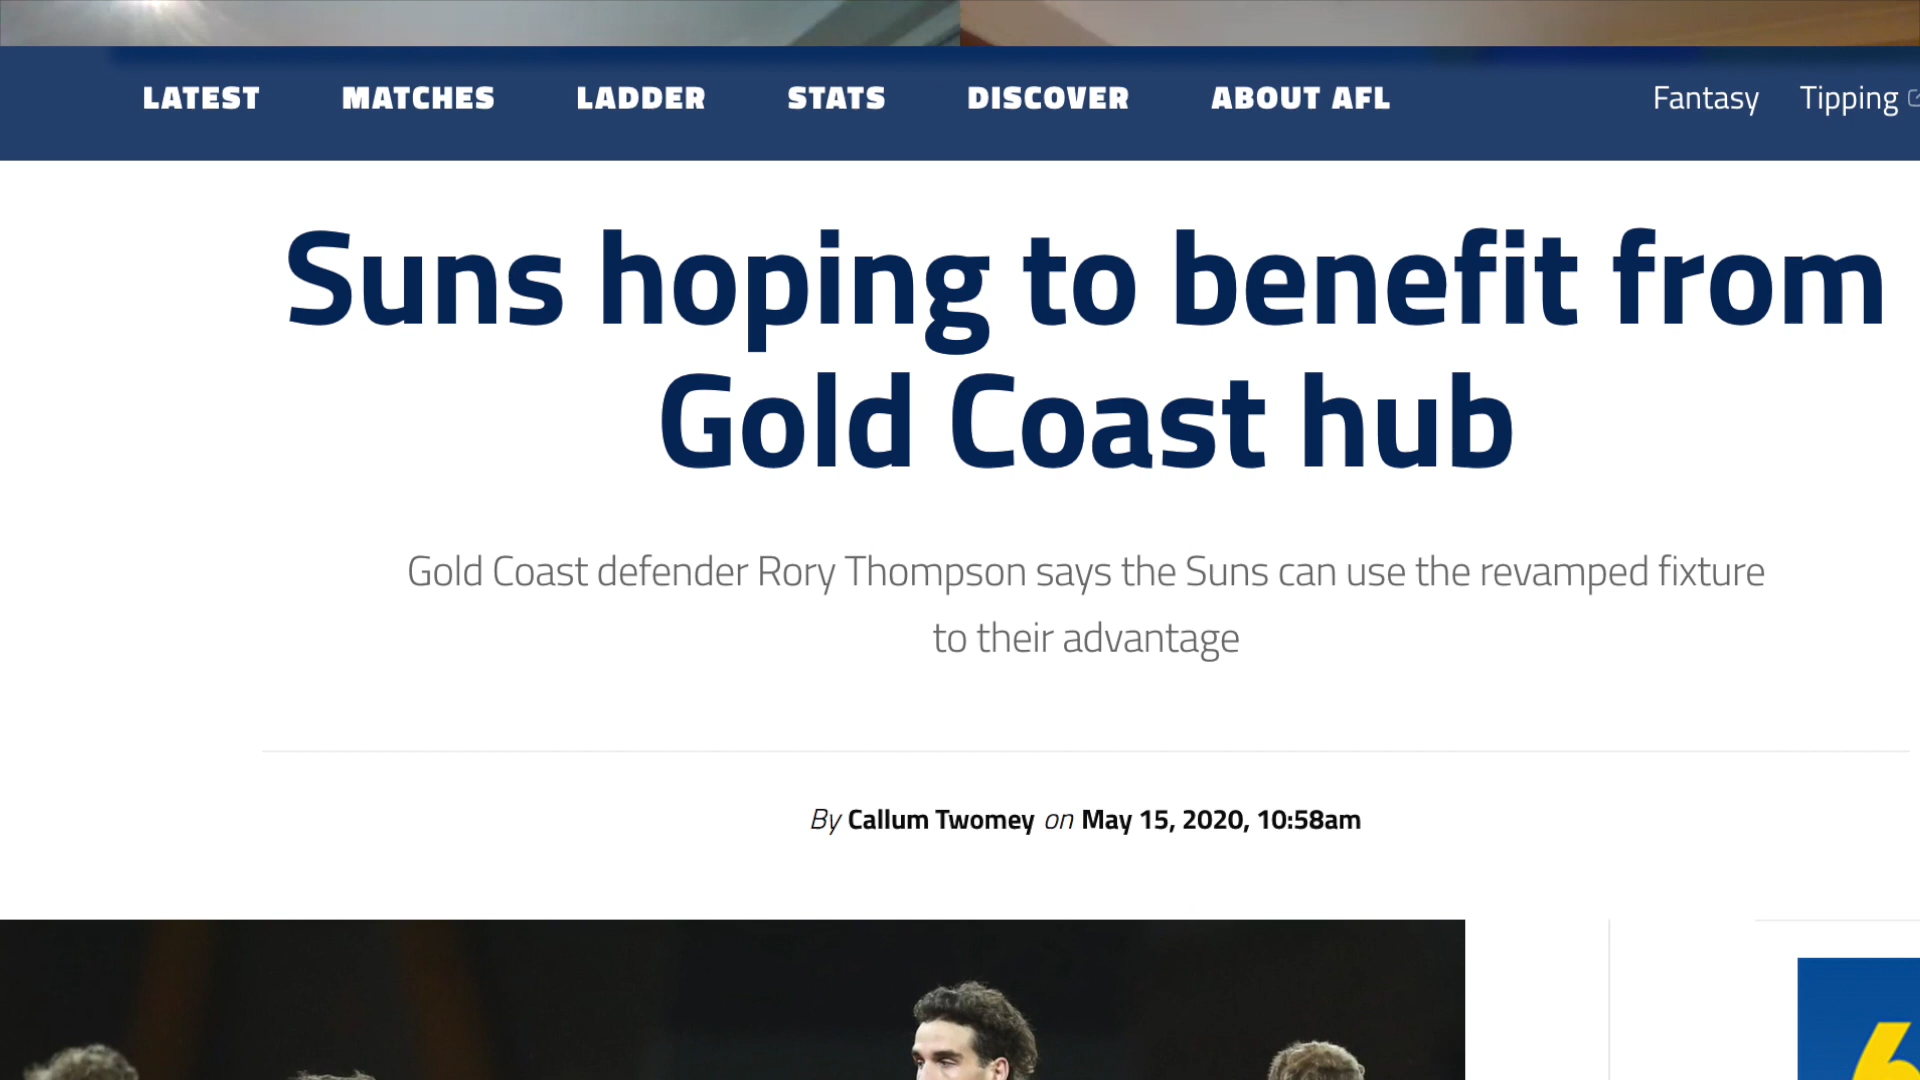 LATEST MATCHES LADDER STATS DISCOVER ABOUT AFL Fantasy Tipping
Suns hoping to benefit from
Gold Coast hub
Gold Coast defender Rory Thompson says the Suns can use the revamped fixture
to their advantage
By Callum Twomey on May 15, 2020, 10:58am
6